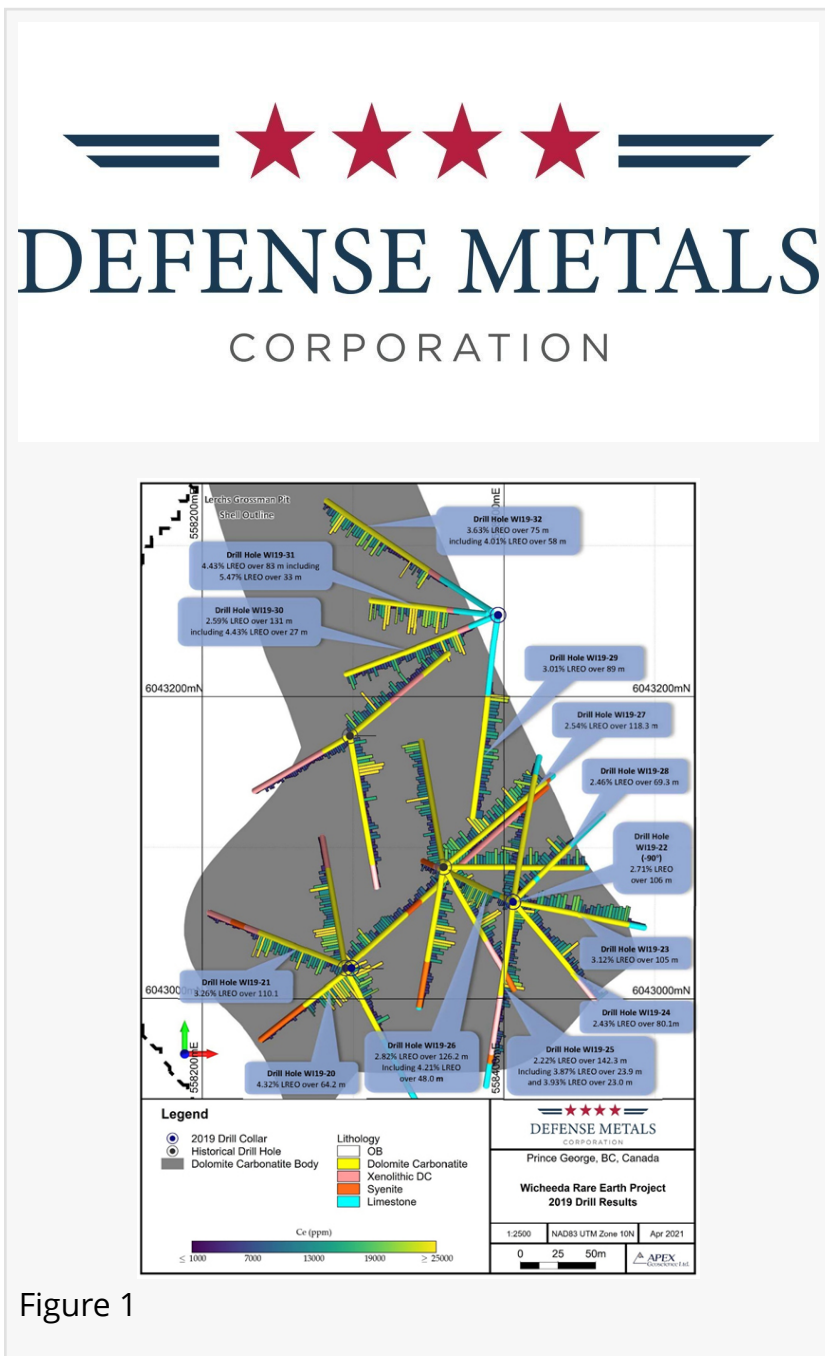 DEFENSE METALS
CORPORATION
Lerchs Grossman Pit
Shell Outline
558200mE
Drill Hole WI19-32
3.63% LREO over 75 m
including 4.01% LREO over 58 m
Drill Hole WI19-31
4.43% LREO over 83 m including
5.47% LREO over 33 m
Drill Hole WI19-30
2.59% LREO over 131 m
including 4.43% LREO over 27 m
Drill Hole WI19-29
3.01% LREO over 89 m
6043200mN
6043200mN
Drill Hole WI19-27
2.54% LREO over 118.3 m
Drill Hole WI19-28
2.46% LREO over 69.3 m
Drill Hole
WI19-22
(-90°)
2.71% LREO
over 106 m
Drill Hole WI19-23
3.12% LREO over 105 m
Drill Hole WI19-21
3.26% LREO over 110.1
6043000mN
Drill Hole WI19-24
2.43% LREO over 80.1m
Drill Hole WI19-26
2.82% LREO over 126.2 m
Including 4.21% LREO
over 48.0 m
Drill Hole WI19-25
2.22% LREO over 142.3 m
Including 3.87% LREO over 23.9 m
and 3.93% LREO over 23.0 m
Drill Hole WI19-20
4.32% LREO over 64.2 m
Legend
2019 Drill Collar
Historical Drill Hole
Dolomite Carbonatite Body
Lithology
OB
Dolomite Carbonatite
Xenolithic DC
Syenite
Limestone
Ce (ppm)
≤ 1000 7000 13000 19000 ≥ 25000
DEFENSE METALS
CORPORATION
Prince George, BC, Canada
Wicheeda Rare Earth Project
2019 Drill Results
1:2500 NAD83 UTM Zone 10N Apr 2021
0 25 50m
APEX
Geoscience Ltd.
Figure 1